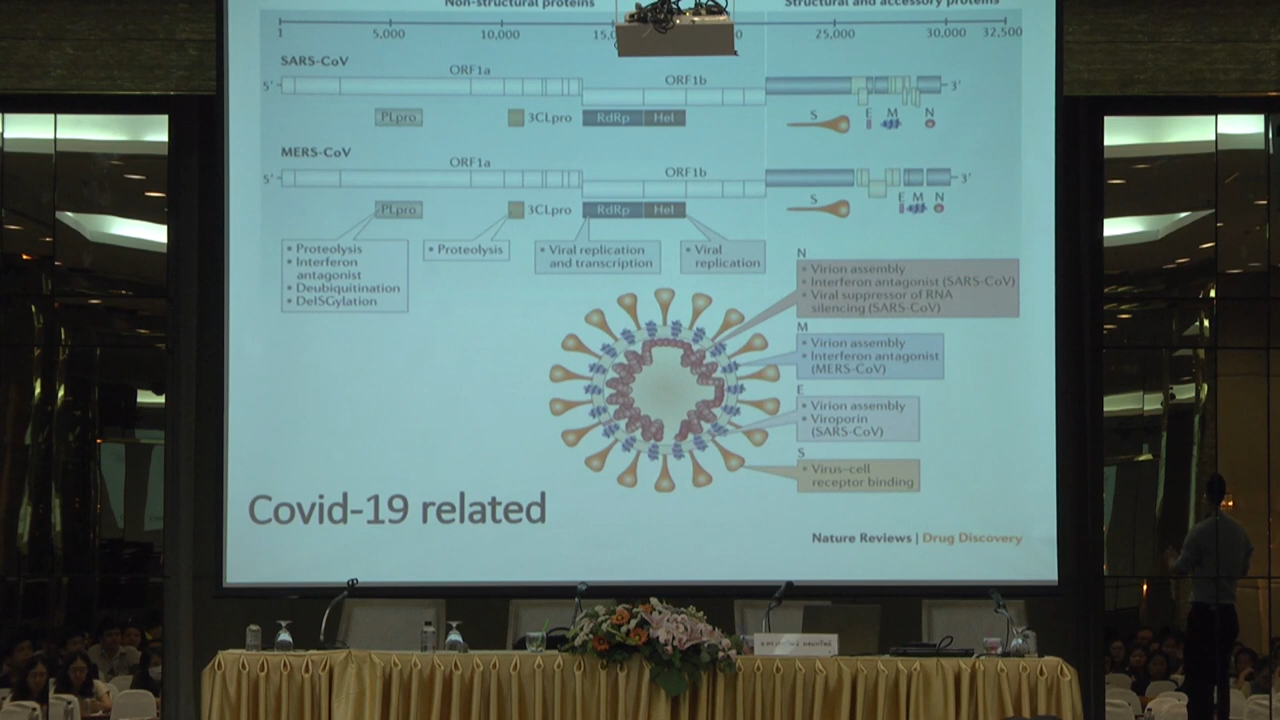 Non-structural proteins
Structural and accessory proteins
1 5,000 10,000 25,000 30,000 32,500
SARS-CoV
ORF1a
ORF1b
5' 3'
PLpro 3CLpro RdRp Hel S E M N
MERS-CoV
ORF1a
ORF1b
5' 3'
PLpro 3CLpro RdRp Hel S E M N
• Proteolysis
• Interferon
antagonist
• Deubiquitination
• DeISGylation
• Proteolysis
• Viral replication
and transcription
• Viral
replication
N
• Virion assembly
• Interferon antagonist (SARS-CoV)
• Viral suppressor of RNA
silencing (SARS-CoV)
M
• Virion assembly
• Interferon antagonist
(MERS-CoV)
E
• Virion assembly
• Viroporin
(SARS-CoV)
S
• Virus–cell
receptor binding
Covid-19 related
Nature Reviews | Drug Discovery